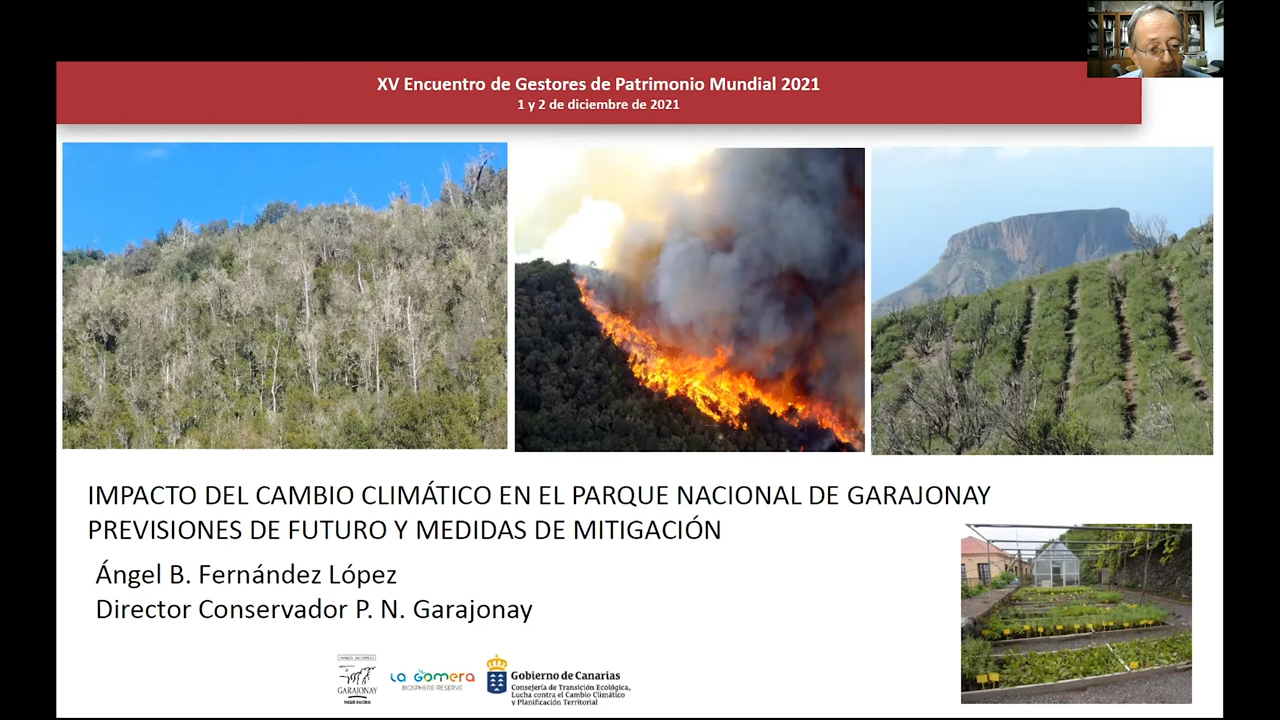 XV Encuentro de Gestores de Patrimonio Mundial 2021
1 y 2 de diciembre de 2021
IMPACTO DEL CAMBIO CLIMÁTICO EN EL PARQUE NACIONAL DE GARAJONAY
PREVISIONES DE FUTURO Y MEDIDAS DE MITIGACIÓN
Ángel B. Fernández López
Director Conservador P. N. Garajonay
GARAJONAY
LA GOMERA
BIOSPHERE RESERVE
Gobierno de Canarias
Consejería de Transición Ecológica,
Lucha contra el Cambio Climático
y Planificación Territorial